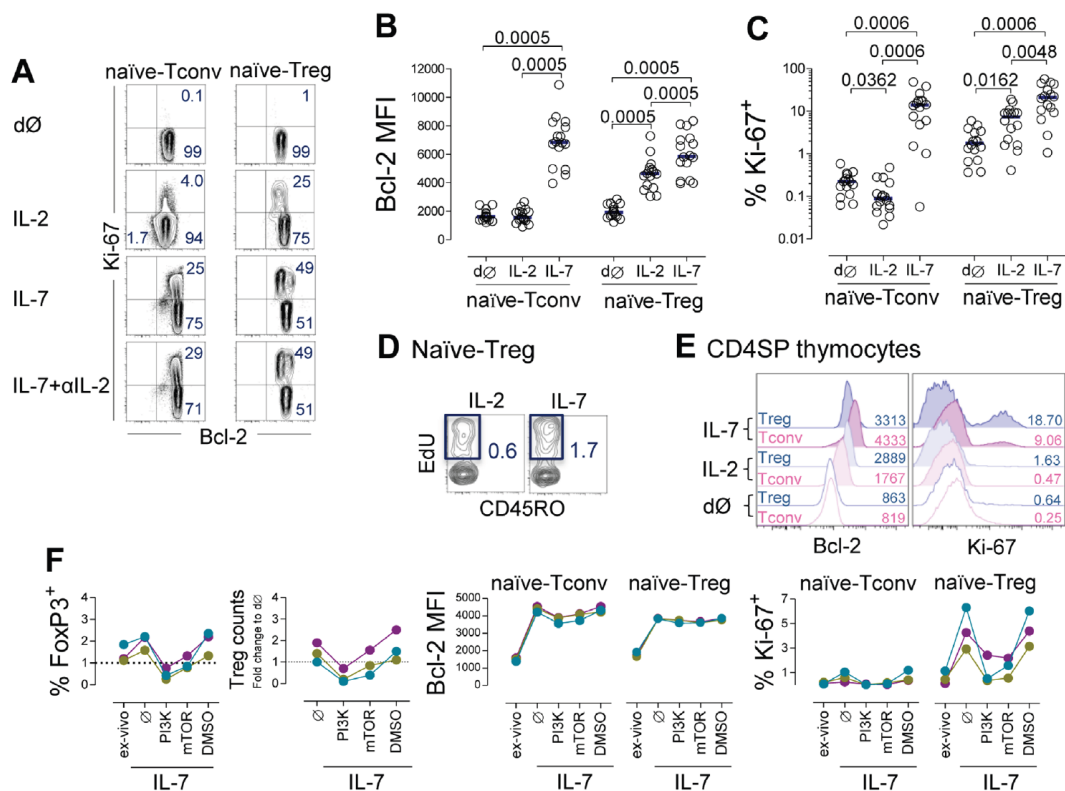 A
naïve-Tconv naïve-Treg
dØ
0.1 1
99 99
IL-2
4.0 25
1.7 94 75
IL-7
25 49
75 51
IL-7+αIL-2
29 49
71 51
Ki-67
Bcl-2
B
0.0005 0.0005
0.0005 0.0005
0.0005
Bcl-2 MFI
12000
10000
8000
6000
4000
2000
0
dØ IL-2 IL-7 dØ IL-2 IL-7
naïve-Tconv naïve-Treg
C
0.0006 0.0006
0.0006 0.0048
0.0362 0.0162
% Ki-67+
100
10
1
0.1
0.01
dØ IL-2 IL-7 dØ IL-2 IL-7
naïve-Tconv naïve-Treg
D Naïve-Treg
IL-2 IL-7
0.6 1.7
EdU
CD45RO
E CD4SP thymocytes
IL-7
Treg 3313 18.70
Tconv 4333 9.06
IL-2
Treg 2889 1.63
Tconv 1767 0.47
dØ
Treg 863 0.64
Tconv 819 0.25
Bcl-2 Ki-67
F
% FoxP3+
4
3
2
1
0
ex-vivo Ø PI3K mTOR DMSO
IL-7
Treg counts
Fold change to dØ
4
3
2
1
0
Ø PI3K mTOR DMSO
IL-7
naïve-Tconv naïve-Treg
Bcl-2 MFI
5000
4000
3000
2000
1000
0
ex-vivo Ø PI3K mTOR DMSO ex-vivo Ø PI3K mTOR DMSO
IL-7 IL-7
naïve-Tconv naïve-Treg
% Ki-67+
7
5
3
1
ex-vivo Ø PI3K mTOR DMSO ex-vivo Ø PI3K mTOR DMSO
IL-7 IL-7